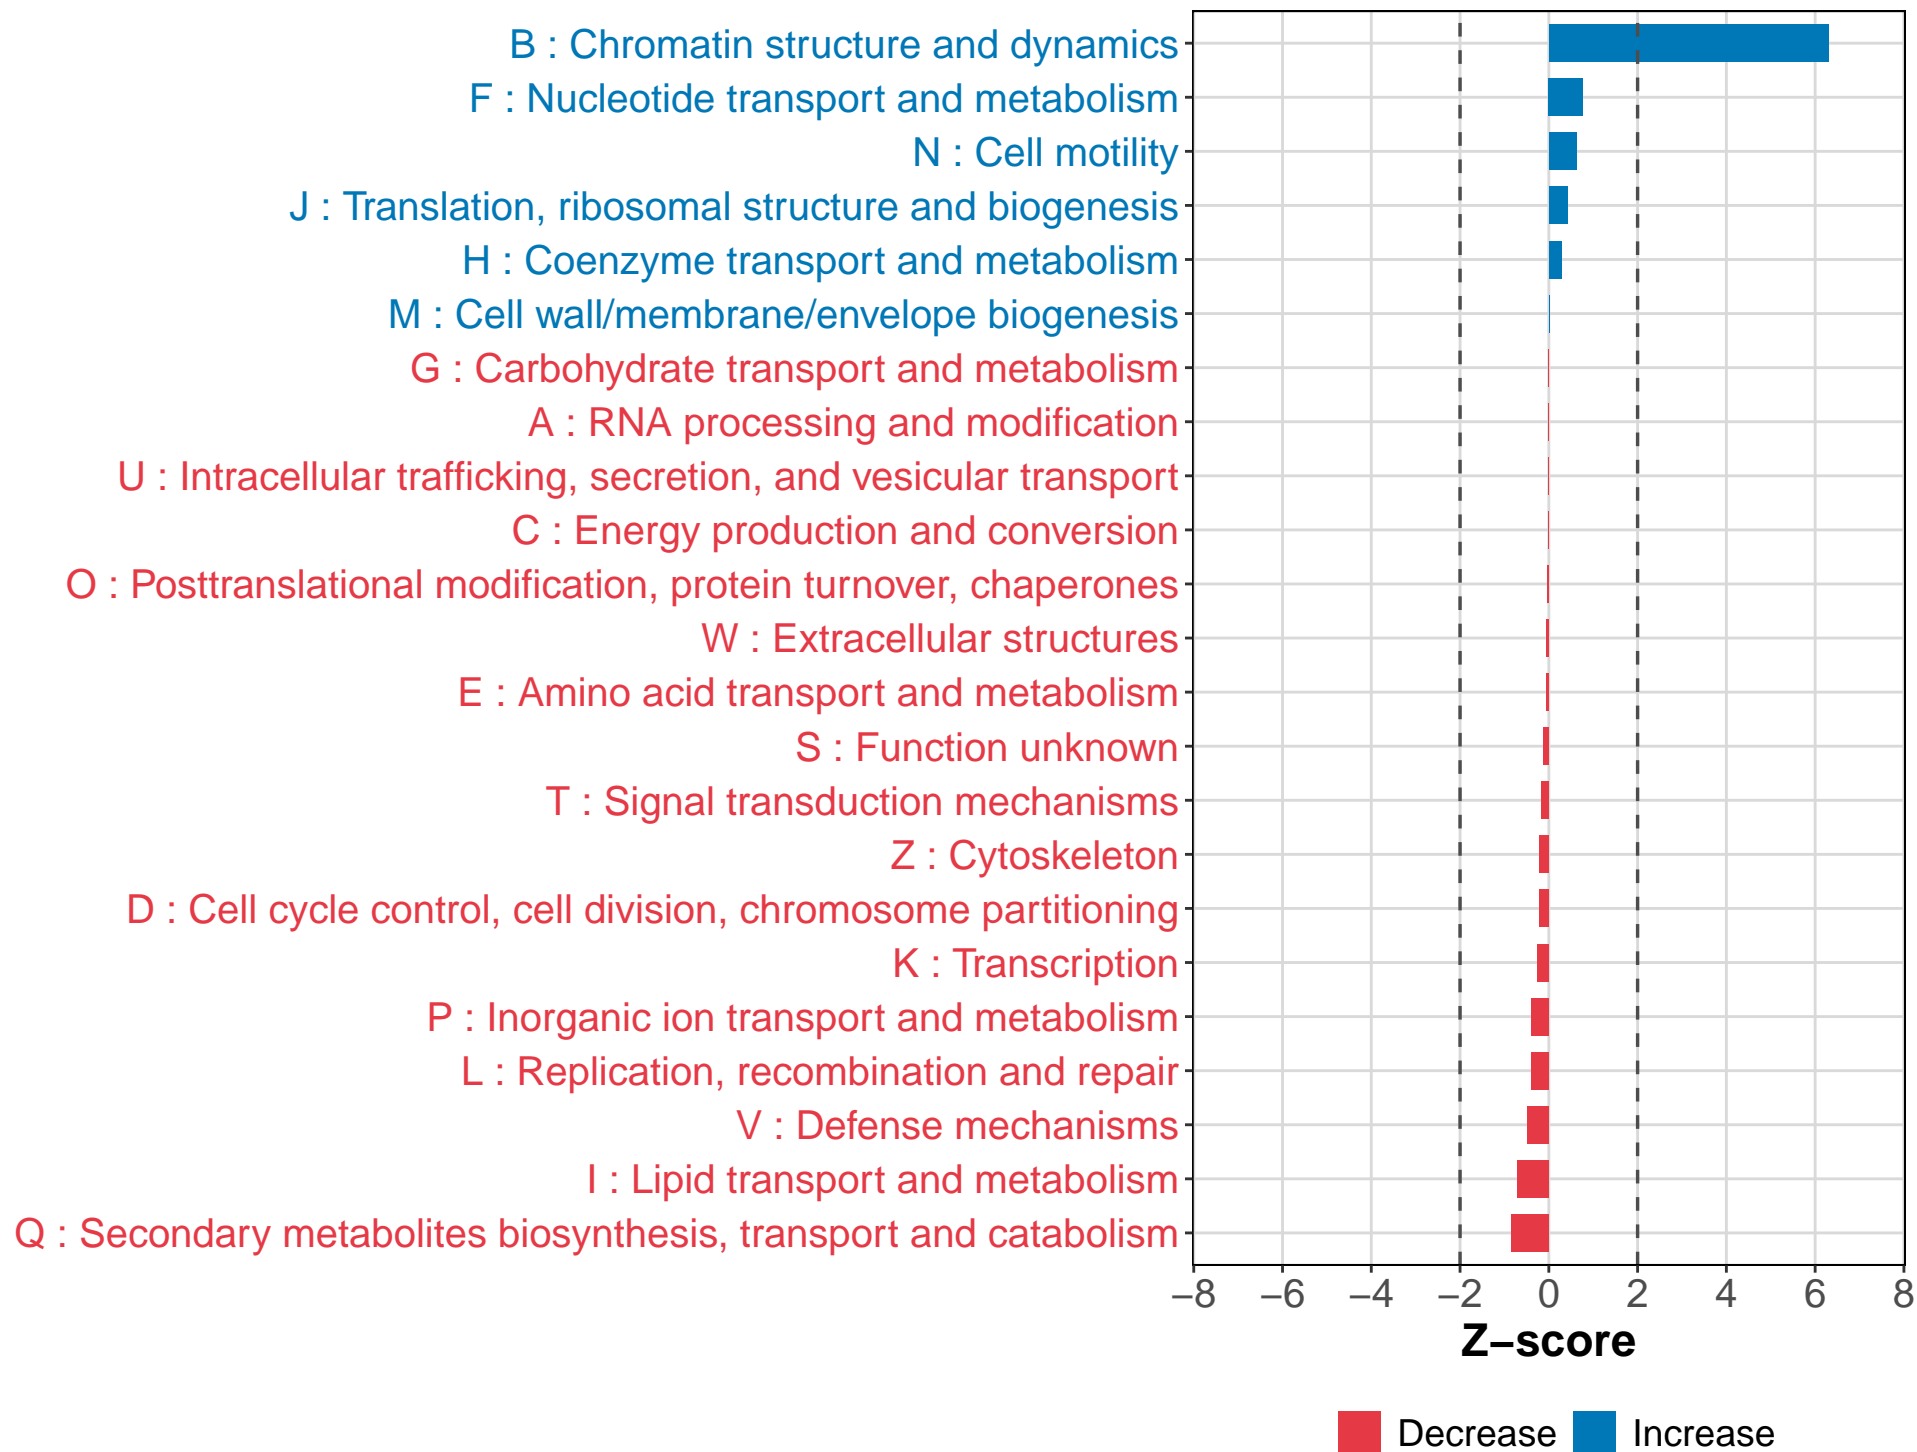 B : Chromatin structure and dynamics
F : Nucleotide transport and metabolism
N : Cell motility
J : Translation, ribosomal structure and biogenesis
H : Coenzyme transport and metabolism
M : Cell wall/membrane/envelope biogenesis
G : Carbohydrate transport and metabolism
A : RNA processing and modification
U : Intracellular trafficking, secretion, and vesicular transport
C : Energy production and conversion
O : Posttranslational modification, protein turnover, chaperones
W : Extracellular structures
E : Amino acid transport and metabolism
S : Function unknown
T : Signal transduction mechanisms
Z : Cytoskeleton
D : Cell cycle control, cell division, chromosome partitioning
K : Transcription
P : Inorganic ion transport and metabolism
L : Replication, recombination and repair
V : Defense mechanisms
I : Lipid transport and metabolism
Q : Secondary metabolites biosynthesis, transport and catabolism
−8 −6 −4 −2 0 2 4 6 8
Z−score
Decrease Increase